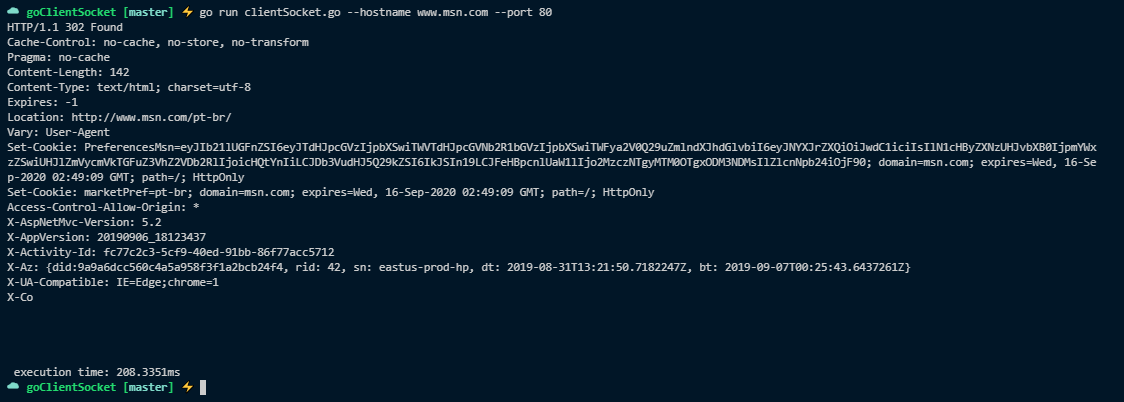 goClientSocket [master] ⚡ go run clientSocket.go --hostname www.msn.com --port 80
HTTP/1.1 302 Found
Cache-Control: no-cache, no-store, no-transform
Pragma: no-cache
Content-Length: 142
Content-Type: text/html; charset=utf-8
Expires: -1
Location: http://www.msn.com/pt-br/
Vary: User-Agent
Set-Cookie: PreferencesMsn=eyJIb21lUGFnZSI6eyJTdHJpcGVzIjpbXSwiTWVTdHJpcGVNb2R1bGVzIjpbXSwiTWFya2V0Q29uZmlndXJhdGlvbiI6eyJNYXJrZXQiOiJwdC1iciIsIlN1cHByZXNzUHJvbXB0IjpmYWx
zZSwiUHJlZmVycmVkTGFuZ3VhZ2VDb2RlIjoicHQtYnIiLCJDb3VudHJ5Q29kZSI6IkJSIn19LCJFeHBpcnlUaW1lIjo2MzczNTgyMTM0OTgxODM3NDMsIlZlcnNpb24iOjF90; domain=msn.com; expires=Wed, 16-Se
p-2020 02:49:09 GMT; path=/; HttpOnly
Set-Cookie: marketPref=pt-br; domain=msn.com; expires=Wed, 16-Sep-2020 02:49:09 GMT; path=/; HttpOnly
Access-Control-Allow-Origin: *
X-AspNetMvc-Version: 5.2
X-AppVersion: 20190906_18123437
X-Activity-Id: fc77c2c3-5cf9-40ed-91bb-86f77acc5712
X-Az: {did:9a9a6dcc560c4a5a958f3f1a2bcb24f4, rid: 42, sn: eastus-prod-hp, dt: 2019-08-31T13:21:50.7182247Z, bt: 2019-09-07T00:25:43.6437261Z}
X-UA-Compatible: IE=Edge;chrome=1
X-Co
execution time: 208.3351ms
goClientSocket [master] ⚡